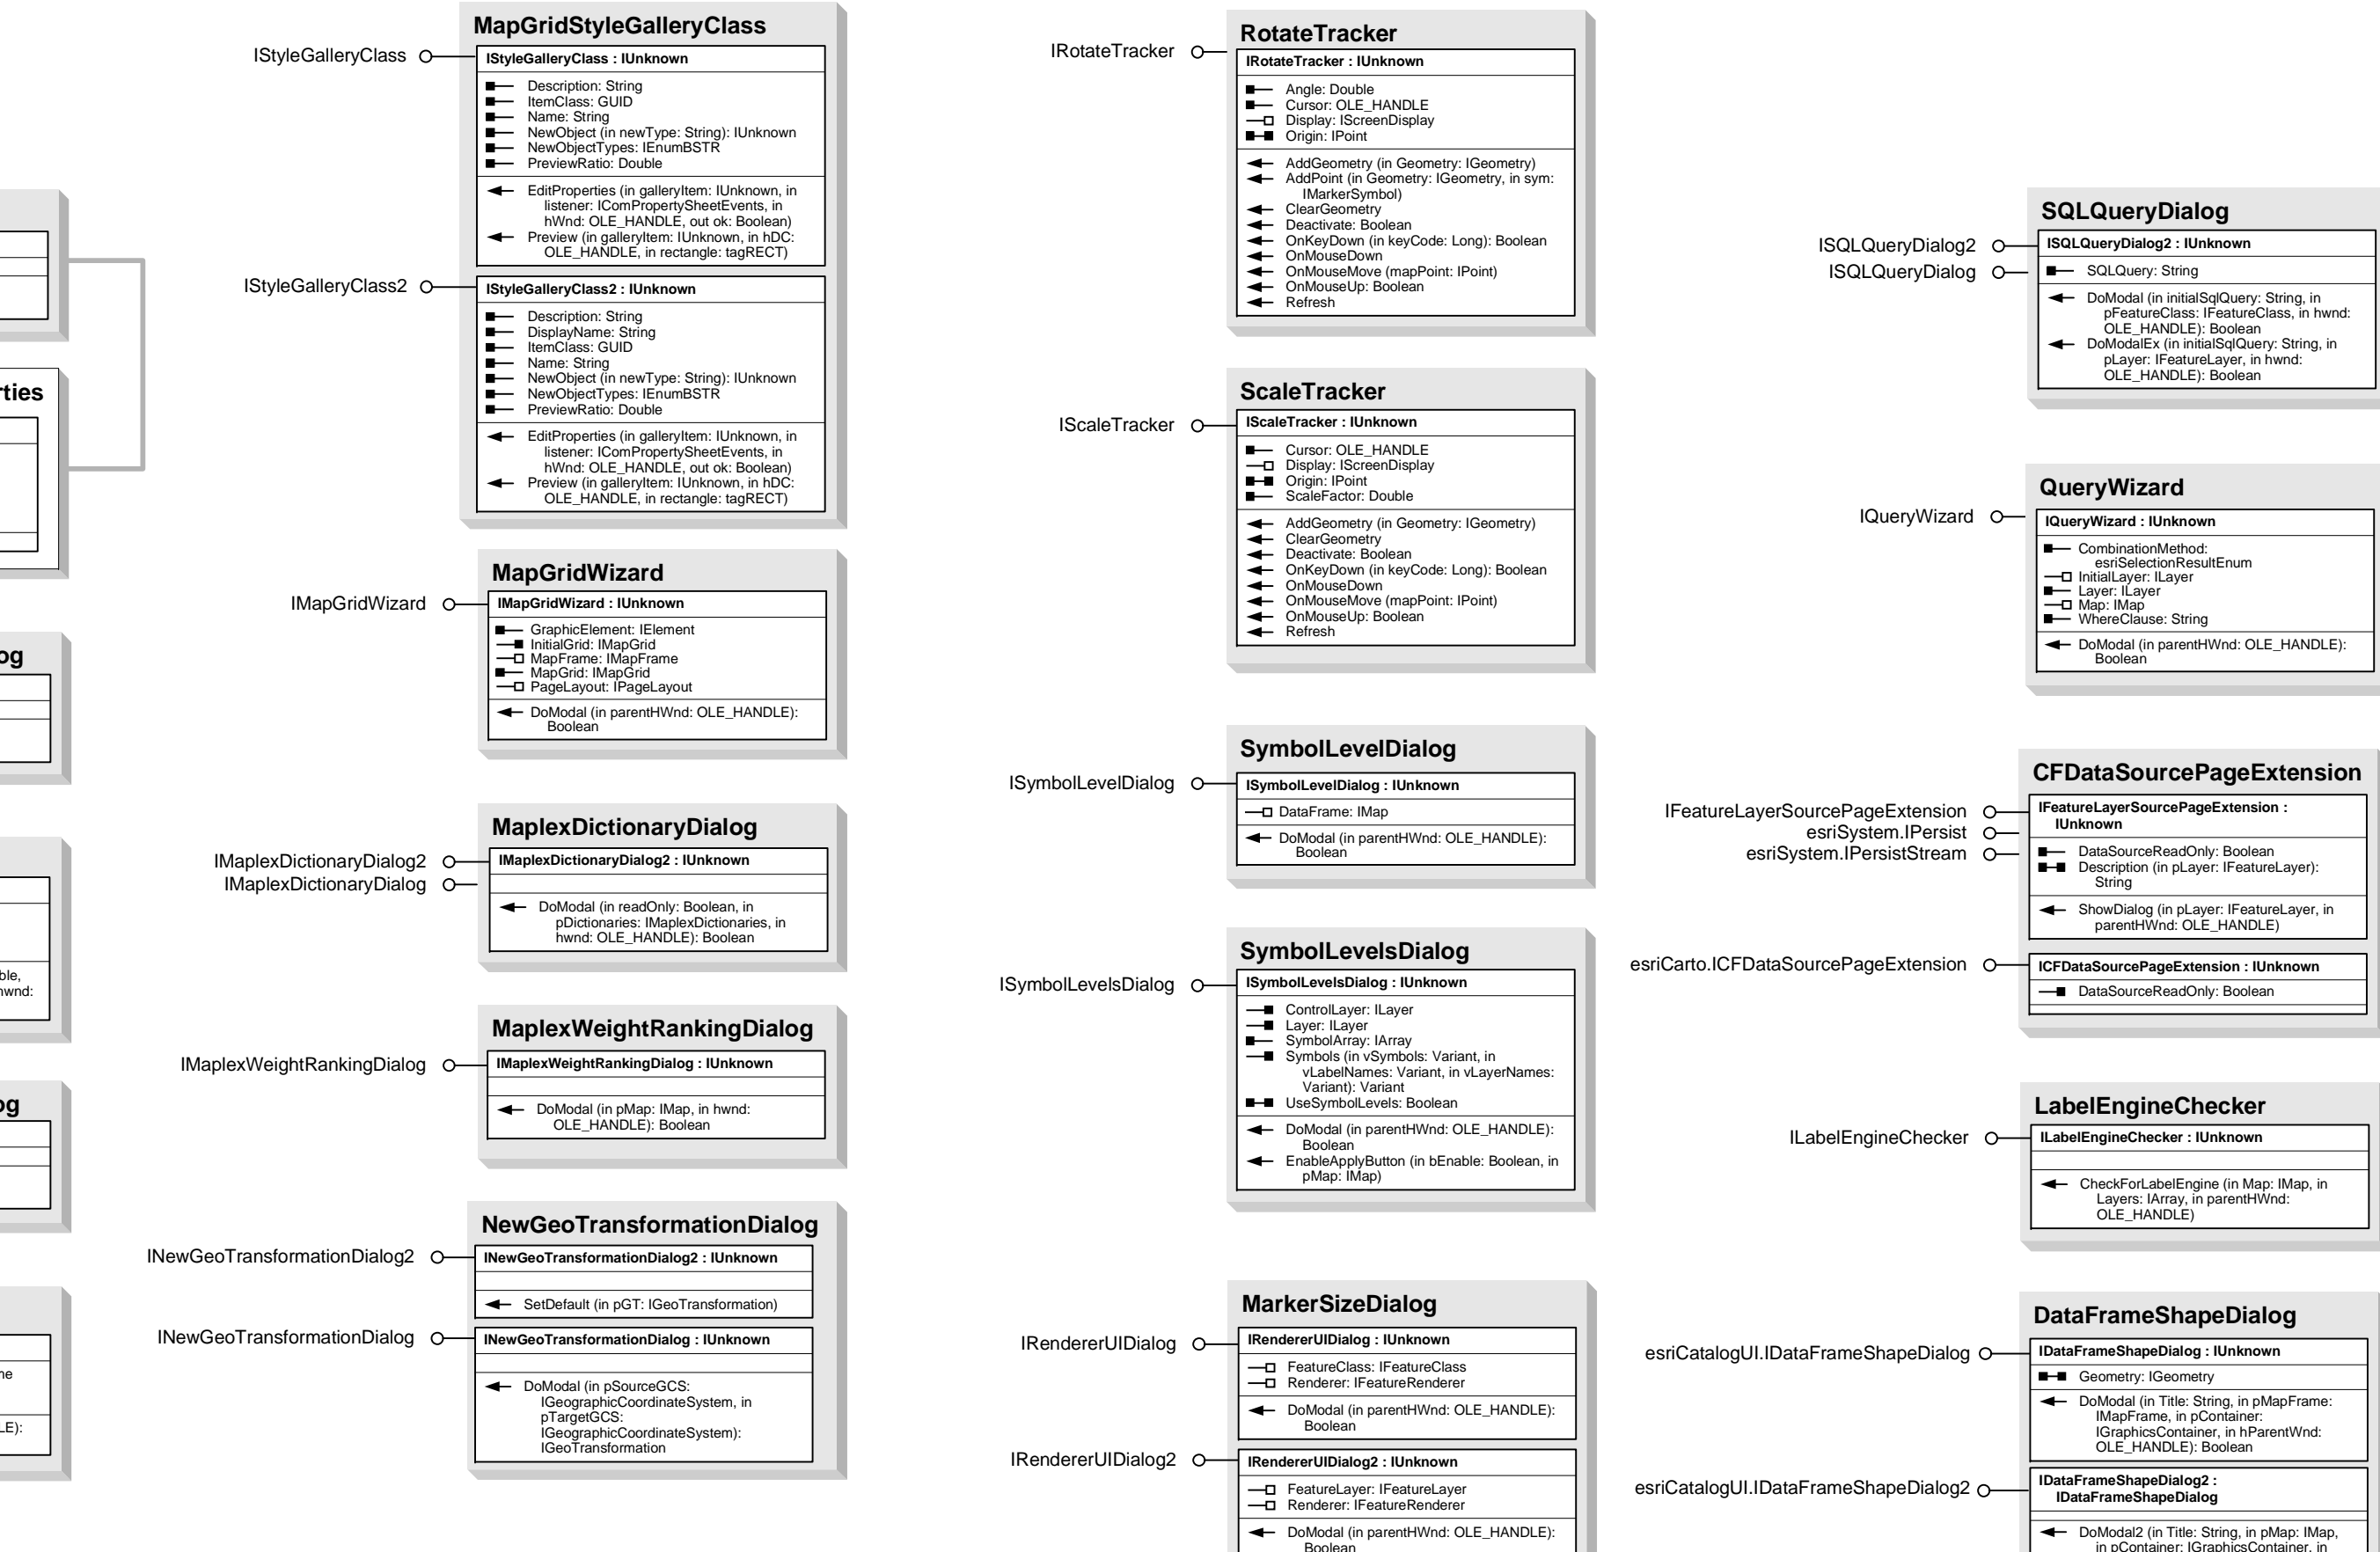 rties
og
ble,
hwnd:
og
me
LE):
MapGridStyleGalleryClass
IStyleGalleryClass
IStyleGalleryClass : IUnknown
Description: String
ItemClass: GUID
Name: String
NewObject (in newType: String): IUnknown
NewObjectTypes: IEnumBSTR
PreviewRatio: Double
EditProperties (in galleryItem: IUnknown, in
listener: IComPropertySheetEvents, in
hWnd: OLE_HANDLE, out ok: Boolean)
Preview (in galleryItem: IUnknown, in hDC:
OLE_HANDLE, in rectangle: tagRECT)
IStyleGalleryClass2
IStyleGalleryClass2 : IUnknown
Description: String
DisplayName: String
ItemClass: GUID
Name: String
NewObject (in newType: String): IUnknown
NewObjectTypes: IEnumBSTR
PreviewRatio: Double
EditProperties (in galleryItem: IUnknown, in
listener: IComPropertySheetEvents, in
hWnd: OLE_HANDLE, out ok: Boolean)
Preview (in galleryItem: IUnknown, in hDC:
OLE_HANDLE, in rectangle: tagRECT)
MapGridWizard
IMapGridWizard
IMapGridWizard : IUnknown
GraphicElement: IElement
InitialGrid: IMapGrid
MapFrame: IMapFrame
MapGrid: IMapGrid
PageLayout: IPageLayout
DoModal (in parentHWnd: OLE_HANDLE):
Boolean
MaplexDictionaryDialog
IMaplexDictionaryDialog2
IMaplexDictionaryDialog
IMaplexDictionaryDialog2 : IUnknown
DoModal (in readOnly: Boolean, in
pDictionaries: IMaplexDictionaries, in
hwnd: OLE_HANDLE): Boolean
MaplexWeightRankingDialog
IMaplexWeightRankingDialog
IMaplexWeightRankingDialog : IUnknown
DoModal (in pMap: IMap, in hwnd:
OLE_HANDLE): Boolean
NewGeoTransformationDialog
INewGeoTransformationDialog2
INewGeoTransformationDialog2 : IUnknown
SetDefault (in pGT: IGeoTransformation)
INewGeoTransformationDialog
INewGeoTransformationDialog : IUnknown
DoModal (in pSourceGCS:
IGeographicCoordinateSystem, in
pTargetGCS:
IGeographicCoordinateSystem):
IGeoTransformation
RotateTracker
IRotateTracker
IRotateTracker : IUnknown
Angle: Double
Cursor: OLE_HANDLE
Display: IScreenDisplay
Origin: IPoint
AddGeometry (in Geometry: IGeometry)
AddPoint (in Geometry: IGeometry, in sym:
IMarkerSymbol)
ClearGeometry
Deactivate: Boolean
OnKeyDown (in keyCode: Long): Boolean
OnMouseDown
OnMouseMove (mapPoint: IPoint)
OnMouseUp: Boolean
Refresh
ScaleTracker
IScaleTracker
IScaleTracker : IUnknown
Cursor: OLE_HANDLE
Display: IScreenDisplay
Origin: IPoint
ScaleFactor: Double
AddGeometry (in Geometry: IGeometry)
ClearGeometry
Deactivate: Boolean
OnKeyDown (in keyCode: Long): Boolean
OnMouseDown
OnMouseMove (mapPoint: IPoint)
OnMouseUp: Boolean
Refresh
SymbolLevelDialog
ISymbolLevelDialog
ISymbolLevelDialog : IUnknown
DataFrame: IMap
DoModal (in parentHWnd: OLE_HANDLE):
Boolean
SymbolLevelsDialog
ISymbolLevelsDialog
ISymbolLevelsDialog : IUnknown
ControlLayer: ILayer
Layer: ILayer
SymbolArray: IArray
Symbols (in vSymbols: Variant, in
vLabelNames: Variant, in vLayerNames:
Variant): Variant
UseSymbolLevels: Boolean
DoModal (in parentHWnd: OLE_HANDLE):
Boolean
EnableApplyButton (in bEnable: Boolean, in
pMap: IMap)
MarkerSizeDialog
IRendererUIDialog
IRendererUIDialog : IUnknown
FeatureClass: IFeatureClass
Renderer: IFeatureRenderer
DoModal (in parentHWnd: OLE_HANDLE):
Boolean
IRendererUIDialog2
IRendererUIDialog2 : IUnknown
FeatureLayer: IFeatureLayer
Renderer: IFeatureRenderer
DoModal (in parentHWnd: OLE_HANDLE):
Boolean
SQLQueryDialog
ISQLQueryDialog2
ISQLQueryDialog
ISQLQueryDialog2 : IUnknown
SQLQuery: String
DoModal (in initialSqlQuery: String, in
pFeatureClass: IFeatureClass, in hwnd:
OLE_HANDLE): Boolean
DoModalEx (in initialSqlQuery: String, in
pLayer: IFeatureLayer, in hwnd:
OLE_HANDLE): Boolean
QueryWizard
IQueryWizard
IQueryWizard : IUnknown
CombinationMethod:
esriSelectionResultEnum
InitialLayer: ILayer
Layer: ILayer
Map: IMap
WhereClause: String
DoModal (in parentHWnd: OLE_HANDLE):
Boolean
CFDataSourcePageExtension
IFeatureLayerSourcePageExtension
esriSystem.IPersist
esriSystem.IPersistStream
IFeatureLayerSourcePageExtension :
IUnknown
DataSourceReadOnly: Boolean
Description (in pLayer: IFeatureLayer):
String
ShowDialog (in pLayer: IFeatureLayer, in
parentHWnd: OLE_HANDLE)
esriCarto.ICFDataSourcePageExtension
ICFDataSourcePageExtension : IUnknown
DataSourceReadOnly: Boolean
LabelEngineChecker
ILabelEngineChecker
ILabelEngineChecker : IUnknown
CheckForLabelEngine (in Map: IMap, in
Layers: IArray, in parentHWnd:
OLE_HANDLE)
DataFrameShapeDialog
esriCatalogUI.IDataFrameShapeDialog
IDataFrameShapeDialog : IUnknown
Geometry: IGeometry
DoModal (in Title: String, in pMapFrame:
IMapFrame, in pContainer:
IGraphicsContainer, in hParentWnd:
OLE_HANDLE): Boolean
esriCatalogUI.IDataFrameShapeDialog2
IDataFrameShapeDialog2 :
IDataFrameShapeDialog
DoModal2 (in Title: String, in pMap: IMap,
in pContainer: IGraphicsContainer, in